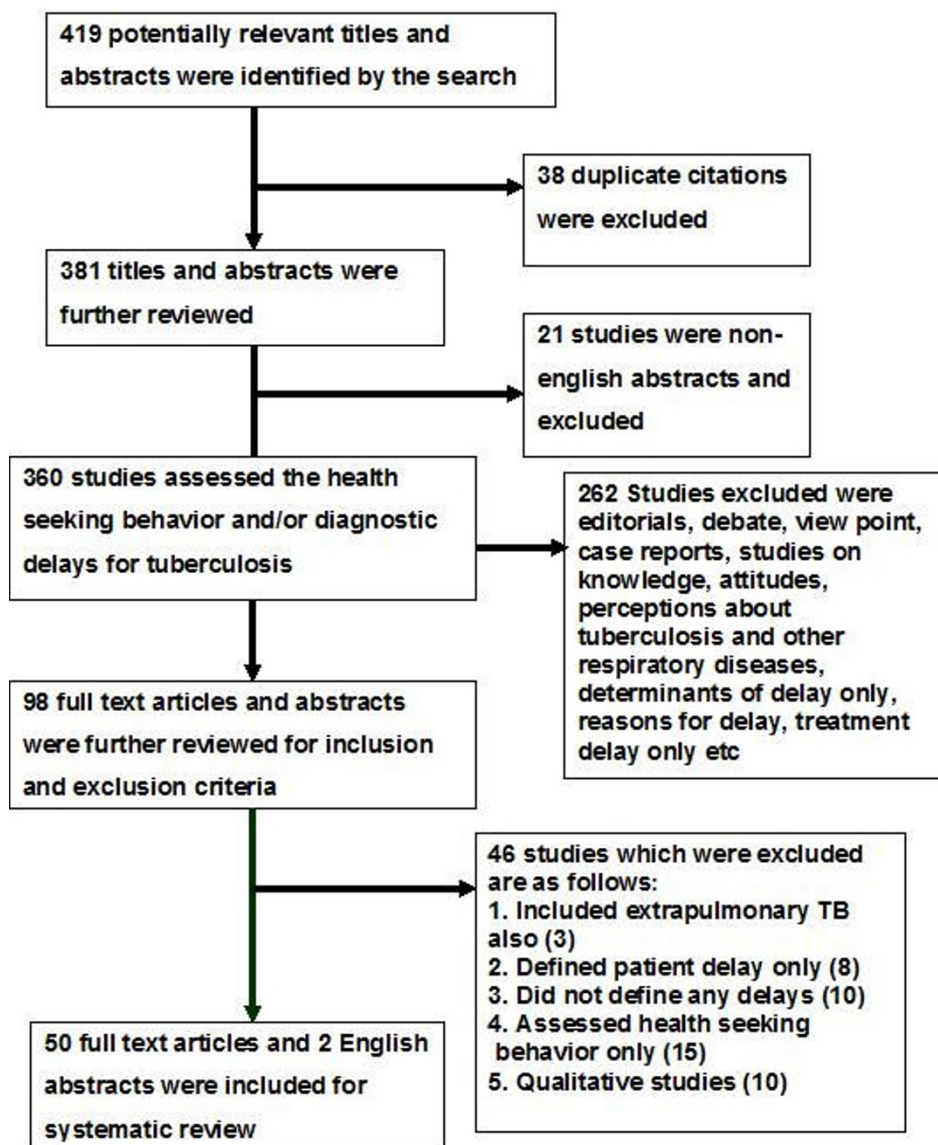 419 potentially relevant titles and
abstracts were identified by the search
38 duplicate citations
were excluded
381 titles and abstracts were
further reviewed
21 studies were non-
english abstracts and
excluded
360 studies assessed the health
seeking behavior and/or diagnostic
delays for tuberculosis
262 Studies excluded were
editorials, debate, view point,
case reports, studies on
knowledge, attitudes,
perceptions about
tuberculosis and other
respiratory diseases,
determinants of delay only,
reasons for delay, treatment
delay only etc
98 full text articles and abstracts
were further reviewed for inclusion
and exclusion criteria
46 studies which were excluded
are as follows:
1. Included extrapulmonary TB
also (3)
2. Defined patient delay only (8)
3. Did not define any delays (10)
4. Assessed health seeking
behavior only (15)
5. Qualitative studies (10)
50 full text articles and 2 English
abstracts were included for
systematic review